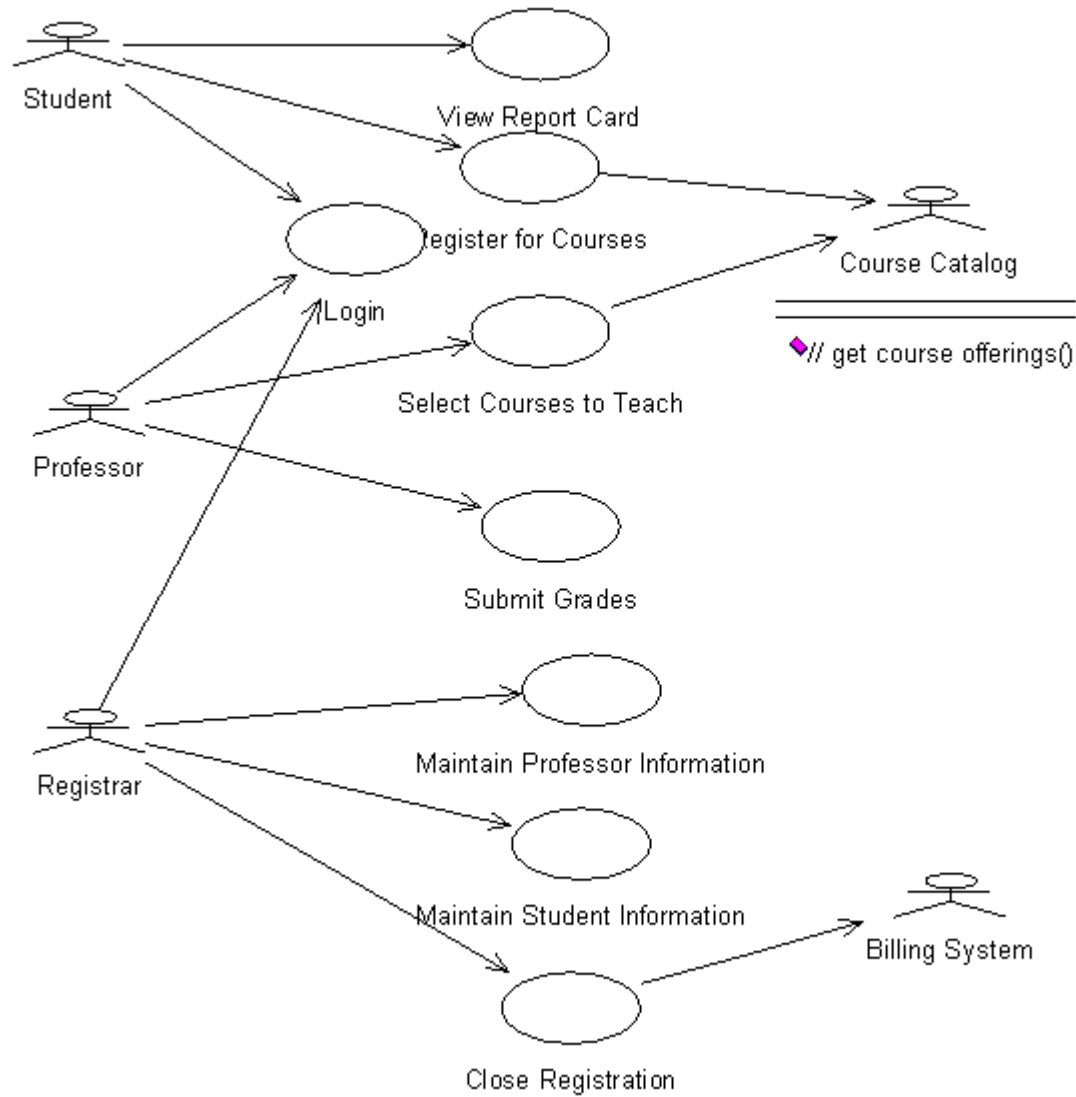 Student
View Report Card
Register for Courses
Course Catalog
Login
// get course offerings()
Select Courses to Teach
Professor
Submit Grades
Maintain Professor Information
Registrar
Maintain Student Information
Billing System
Close Registration